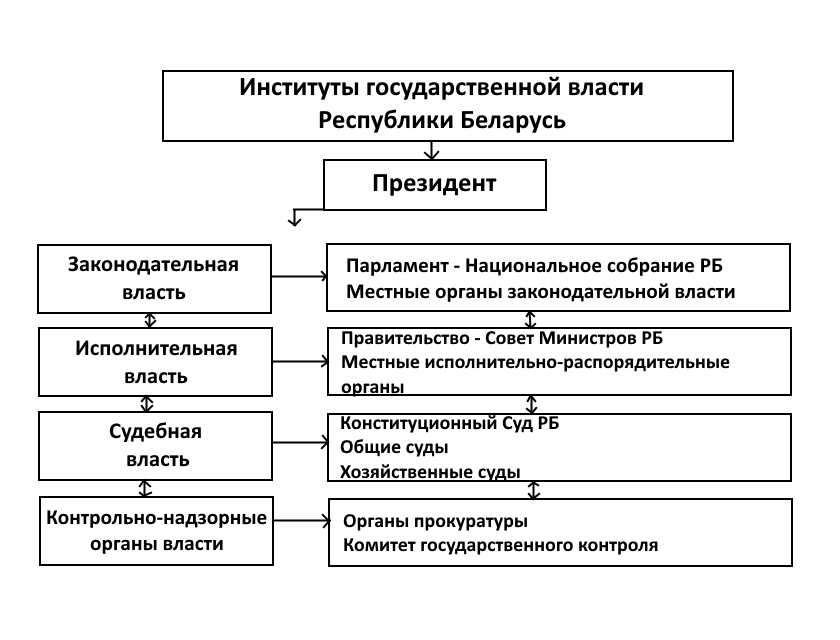 Институты государственной власти
Республики Беларусь
Президент
Законодательная
власть
Парламент - Национальное собрание РБ
Местные органы законодательной власти
Исполнительная
власть
Правительство - Совет Министров РБ
Местные исполнительно-распорядительные
органы
Судебная
власть
Конституционный Суд РБ
Общие суды
Хозяйственные суды
Контрольно-надзорные
органы власти
Органы прокуратуры
Комитет государственного контроля